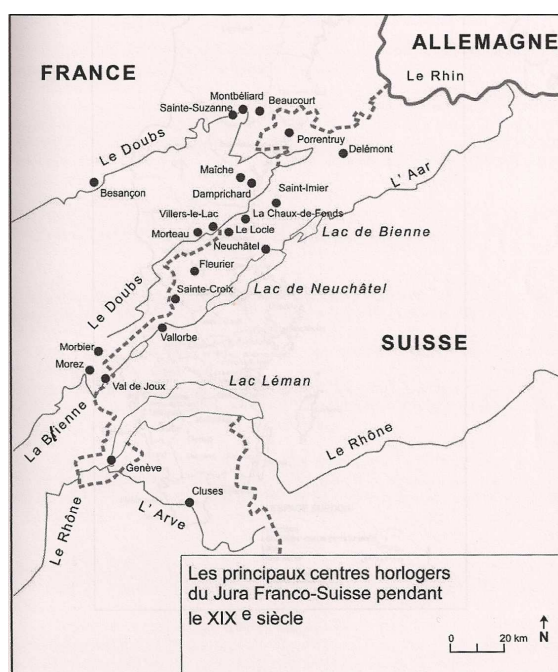 ALLEMAGNE
FRANCE
Le Rhin
Montbéliard
Sainte-Suzanne
Beaucourt
Porrentruy
Delémont
Le Doubs
Besançon
Maîche
Damprichard
Saint-Imier
L' Aar
Villers-le-Lac
La Chaux-de-Fonds
Morteau
Le Locle
Lac de Bienne
Neuchâtel
Fleurier
Le Doubs
Sainte-Croix
Lac de Neuchâtel
Vallorbe
SUISSE
Morbier
Morez
Val de Joux
Lac Léman
La Bienne
Le Rhône
Genève
Cluses
Le Rhône
L' Arve
Les principaux centres horlogers
du Jura Franco-Suisse pendant
le XIX e siècle
0 20 km
N